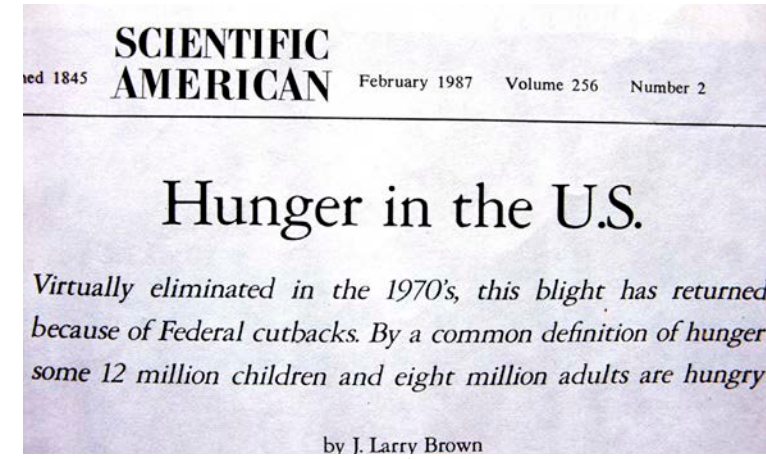 SCIENTIFIC
ned 1845 AMERICAN February 1987 Volume 256 Number 2
Hunger in the U.S.
Virtually eliminated in the 1970's, this blight has returned
because of Federal cutbacks. By a common definition of hunger
some 12 million children and eight million adults are hungry
by J. Larry Brown